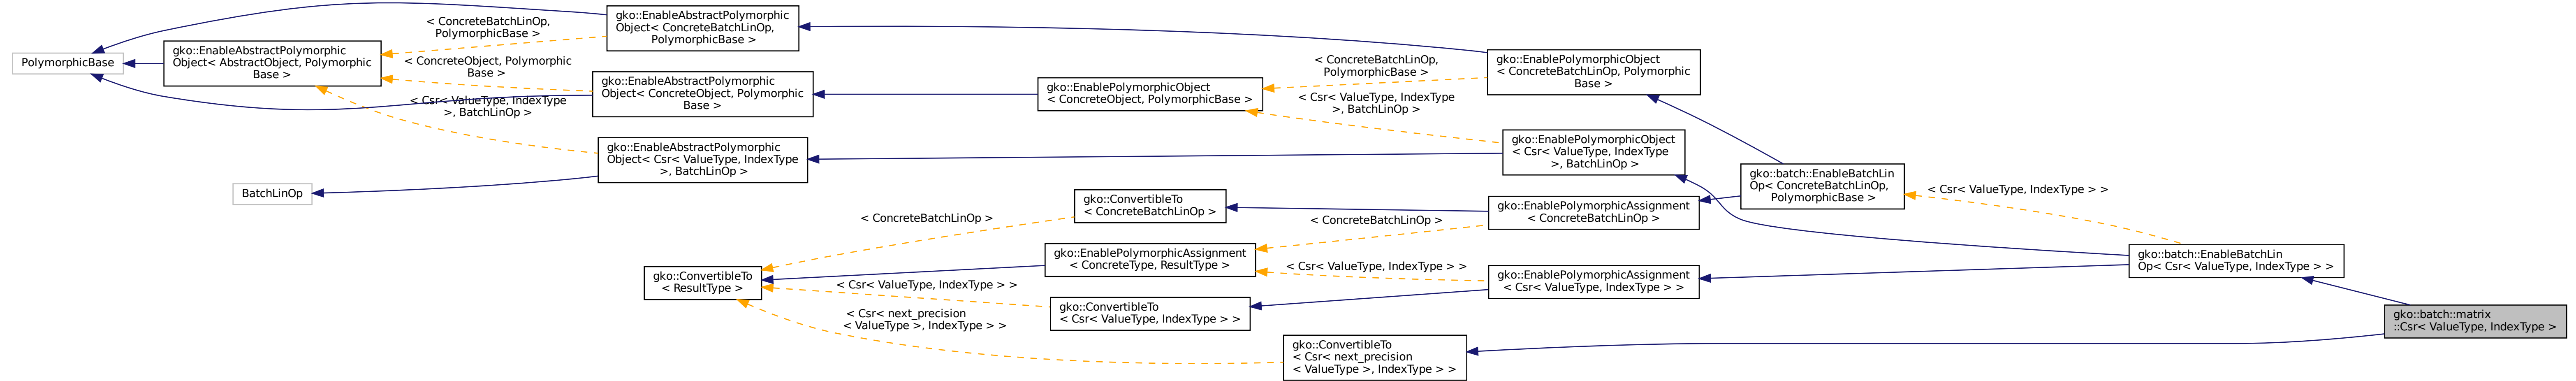 PolymorphicBase
gko::EnableAbstractPolymorphic
Object< AbstractObject, Polymorphic
Base >
BatchLinOp
< ConcreteBatchLinOp,
PolymorphicBase >
< ConcreteObject, Polymorphic
Base >
< Csr< ValueType, IndexType
>, BatchLinOp >
gko::EnableAbstractPolymorphic
Object< ConcreteBatchLinOp,
PolymorphicBase >
gko::EnableAbstractPolymorphic
Object< ConcreteObject, Polymorphic
Base >
gko::EnableAbstractPolymorphic
Object< Csr< ValueType, IndexType
>, BatchLinOp >
gko::ConvertibleTo
< ResultType >
< ConcreteBatchLinOp >
< Csr< ValueType, IndexType > >
< Csr< next_precision
< ValueType >, IndexType > >
gko::EnablePolymorphicObject
< ConcreteObject, PolymorphicBase >
gko::ConvertibleTo
< ConcreteBatchLinOp >
gko::EnablePolymorphicAssignment
< ConcreteType, ResultType >
gko::ConvertibleTo
< Csr< ValueType, IndexType > >
gko::ConvertibleTo
< Csr< next_precision
< ValueType >, IndexType > >
< ConcreteBatchLinOp,
PolymorphicBase >
< Csr< ValueType, IndexType
>, BatchLinOp >
< ConcreteBatchLinOp >
< Csr< ValueType, IndexType > >
gko::EnablePolymorphicObject
< ConcreteBatchLinOp, Polymorphic
Base >
gko::EnablePolymorphicObject
< Csr< ValueType, IndexType
>, BatchLinOp >
gko::EnablePolymorphicAssignment
< ConcreteBatchLinOp >
gko::EnablePolymorphicAssignment
< Csr< ValueType, IndexType > >
gko::batch::EnableBatchLin
Op< ConcreteBatchLinOp,
PolymorphicBase >
< Csr< ValueType, IndexType > >
gko::batch::EnableBatchLin
Op< Csr< ValueType, IndexType > >
gko::batch::matrix
::Csr< ValueType, IndexType >